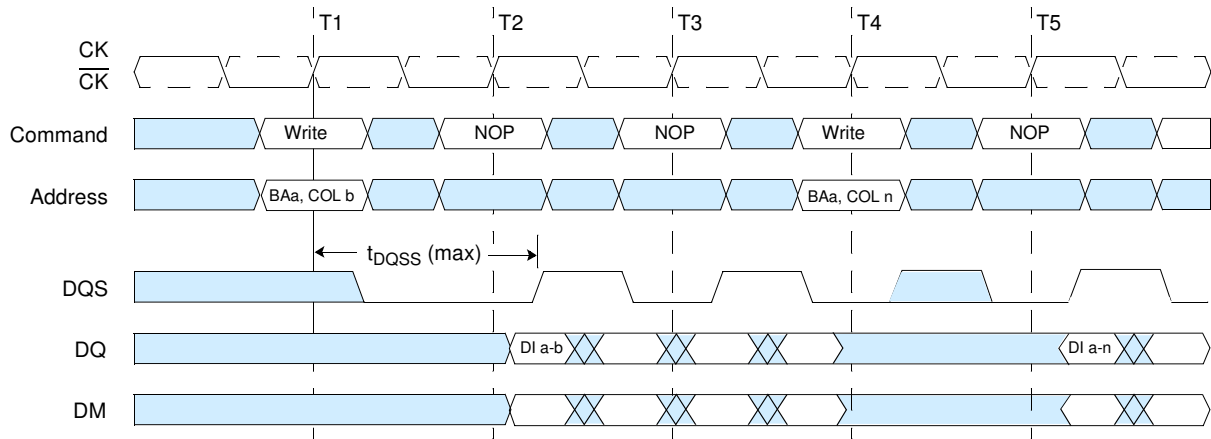 T1 T2 T3 T4 T5
CK
CK
Command Write NOP NOP Write NOP
Address BAa, COL b BAa, COL n
tDQSS (max)
DQS
DQ DI a-b DI a-n
DM